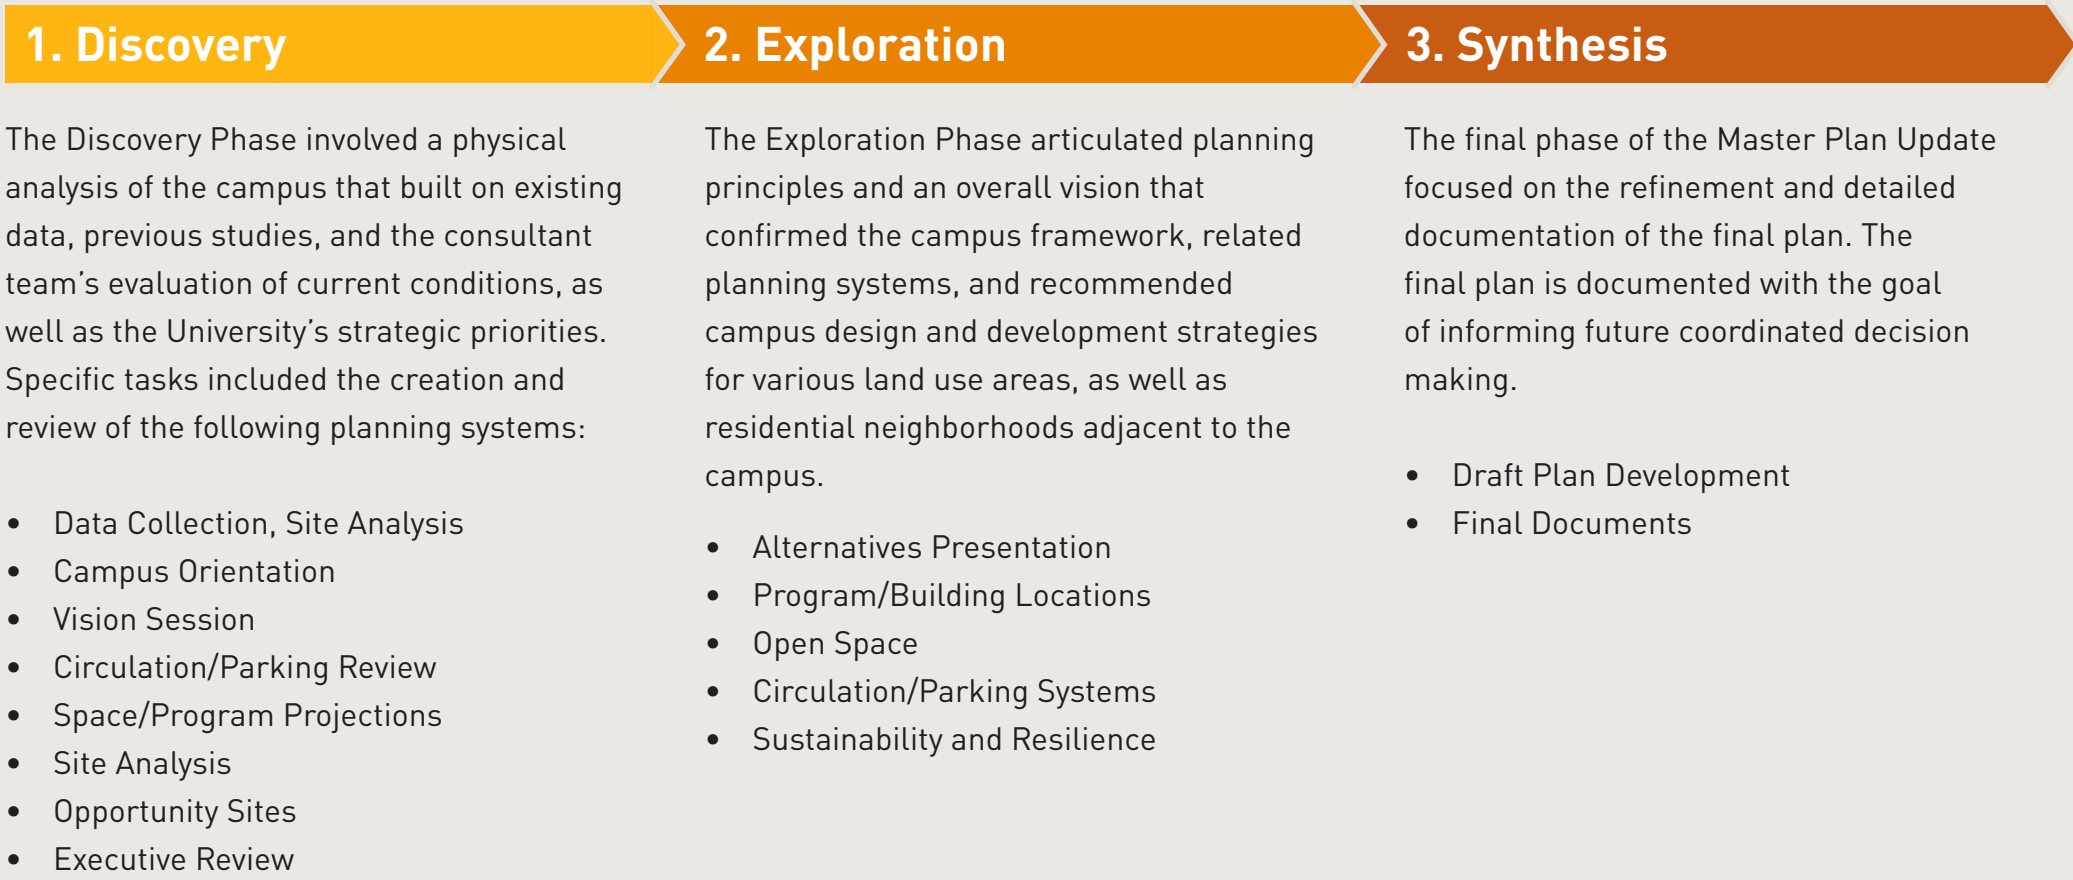 1. Discovery
The Discovery Phase involved a physical
analysis of the campus that built on existing
data, previous studies, and the consultant
team’s evaluation of current conditions, as
well as the University’s strategic priorities.
Specific tasks included the creation and
review of the following planning systems:
• Data Collection, Site Analysis
• Campus Orientation
• Vision Session
• Circulation/Parking Review
• Space/Program Projections
• Site Analysis
• Opportunity Sites
• Executive Review
2. Exploration
The Exploration Phase articulated planning
principles and an overall vision that
confirmed the campus framework, related
planning systems, and recommended
campus design and development strategies
for various land use areas, as well as
residential neighborhoods adjacent to the
campus.
• Alternatives Presentation
• Program/Building Locations
• Open Space
• Circulation/Parking Systems
• Sustainability and Resilience
3. Synthesis
The final phase of the Master Plan Update
focused on the refinement and detailed
documentation of the final plan. The
final plan is documented with the goal
of informing future coordinated decision
making.
• Draft Plan Development
• Final Documents